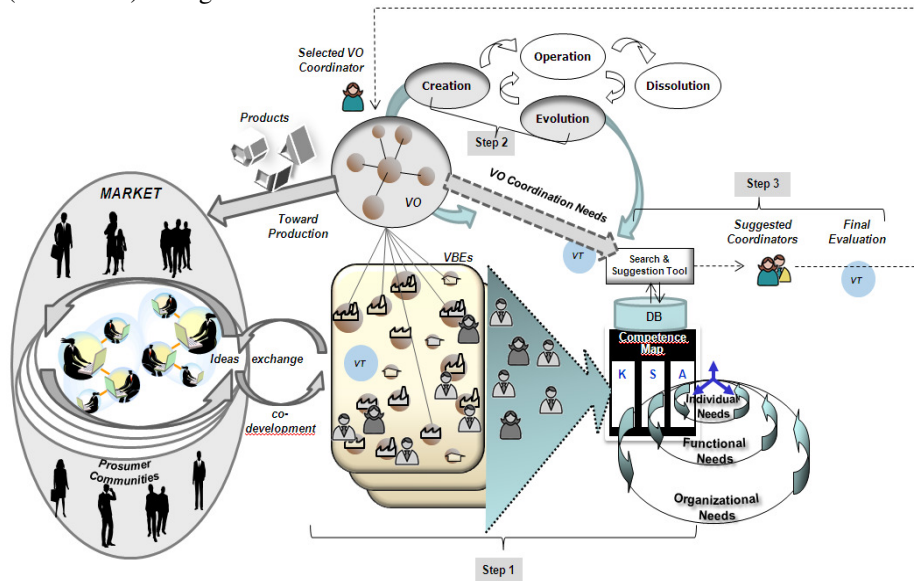 Selected VO
Coordinator
Creation
Operation
Dissolution
Evolution
Step 2
Products
MARKET
VO
VO Coordination Needs
Toward
Production
Step 3
Suggested
Coordinators
Final
Evaluation
VT
Search &
Suggestion Tool
VT
VBEs
DB
Competence
Map
K S A
VT
Ideas exchange
co-
development
Individual
Needs
Functional
Needs
Organizational
Needs
Prosumer
Communities
Step 1